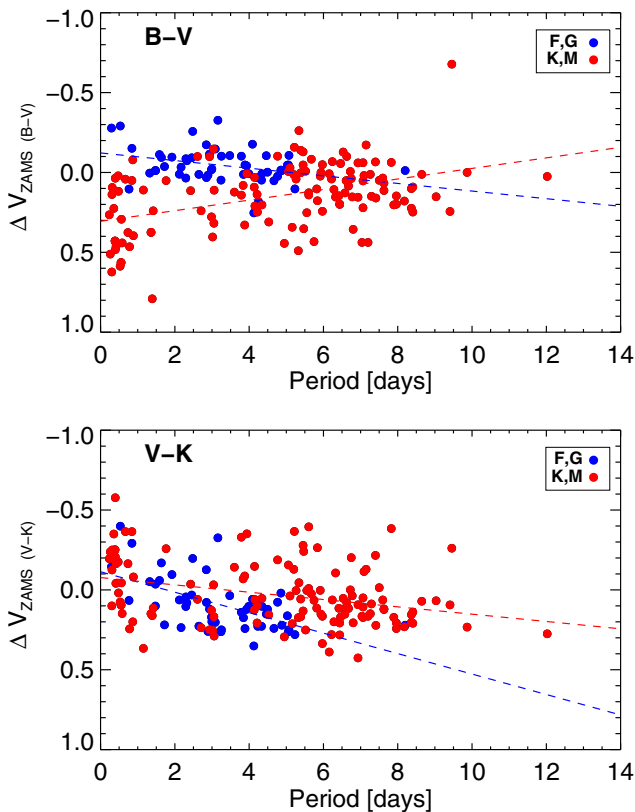 B−V
F,G
K,M
-1.0
-0.5
0.0
0.5
1.0
Δ V_ZAMS (B−V)
0 2 4 6 8 10 12 14
Period [days]
V−K
F,G
K,M
-1.0
-0.5
0.0
0.5
1.0
Δ V_ZAMS (V−K)
0 2 4 6 8 10 12 14
Period [days]